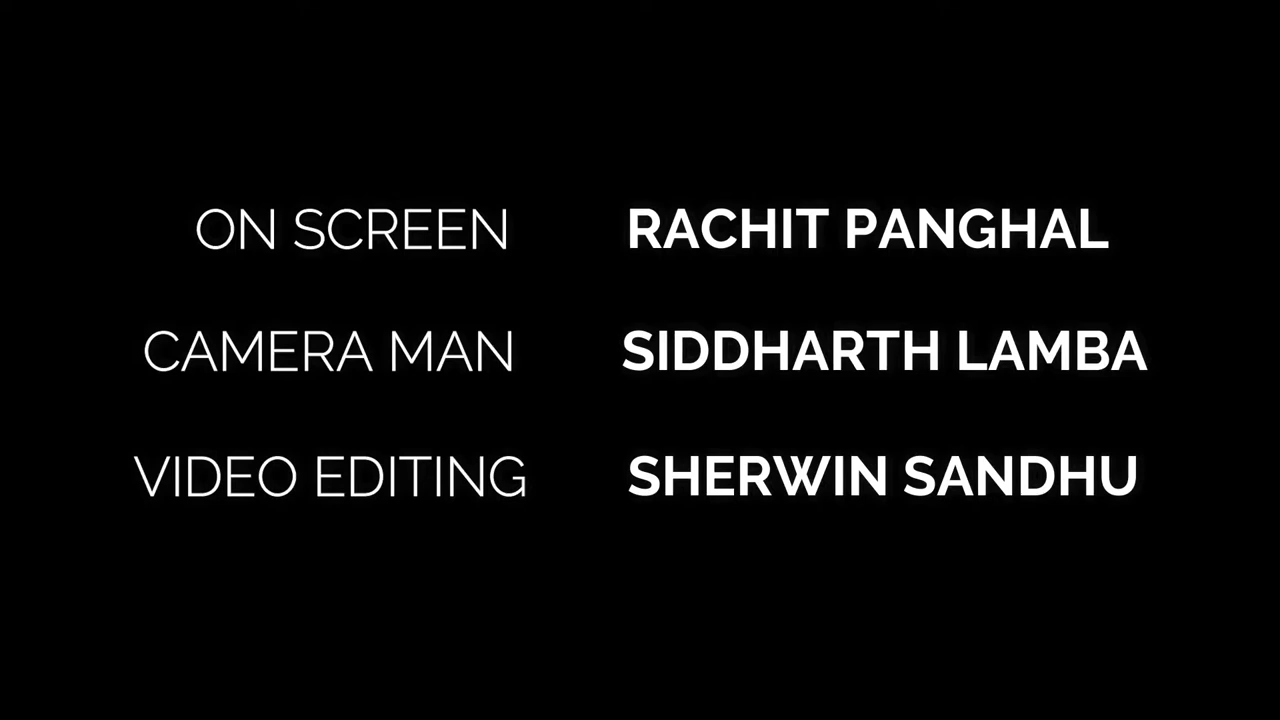 ON SCREEN RACHIT PANGHAL
CAMERA MAN SIDDHARTH LAMBA
VIDEO EDITING SHERWIN SANDHU